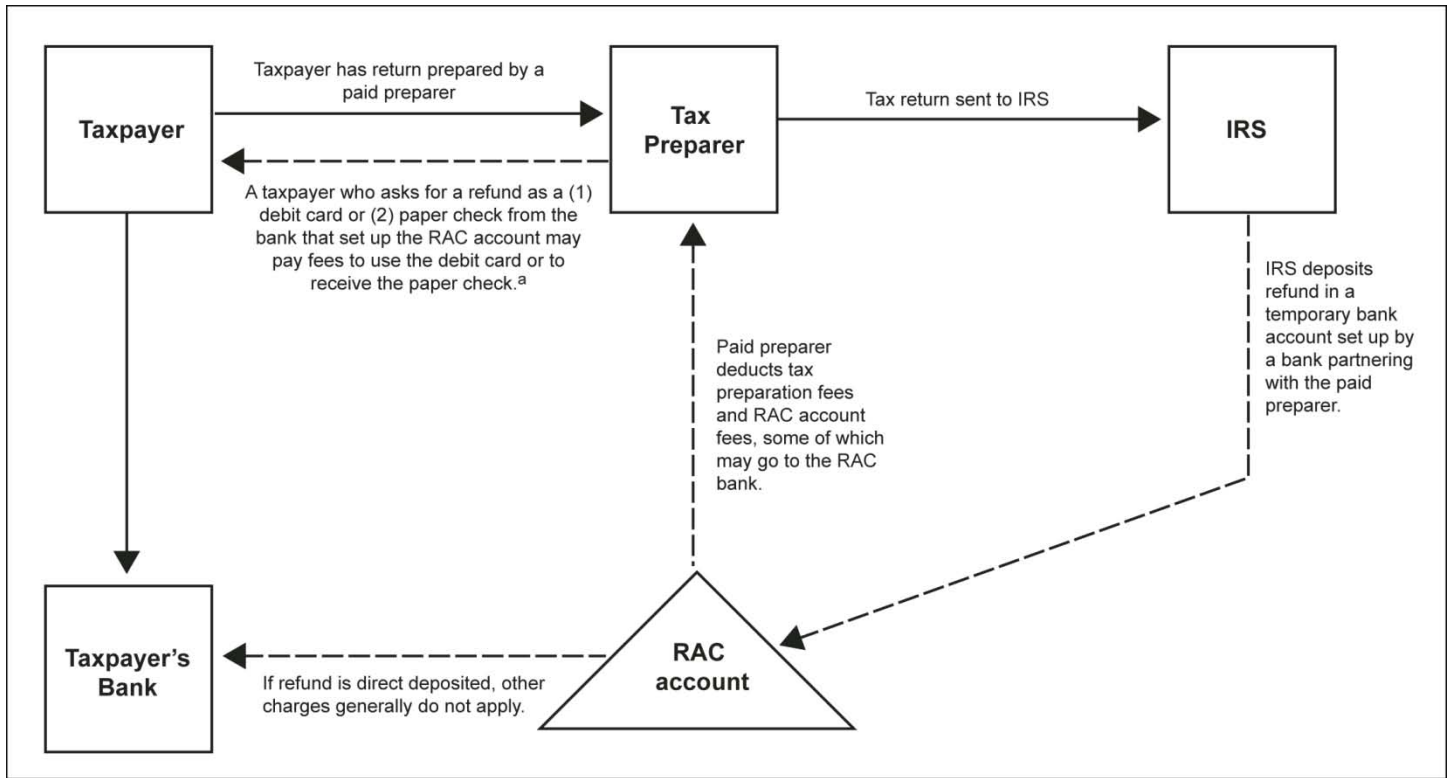 Taxpayer
Taxpayer has return prepared by a
paid preparer
Tax
Preparer
Tax return sent to IRS
IRS
A taxpayer who asks for a refund as a (1)
debit card or (2) paper check from the
bank that set up the RAC account may
pay fees to use the debit card or to
receive the paper check.a
IRS deposits
refund in a
temporary bank
account set up by
a bank partnering
with the paid
preparer.
Paid preparer
deducts tax
preparation fees
and RAC account
fees, some of which
may go to the RAC
bank.
Taxpayer’s
Bank
If refund is direct deposited, other
charges generally do not apply.
RAC
account